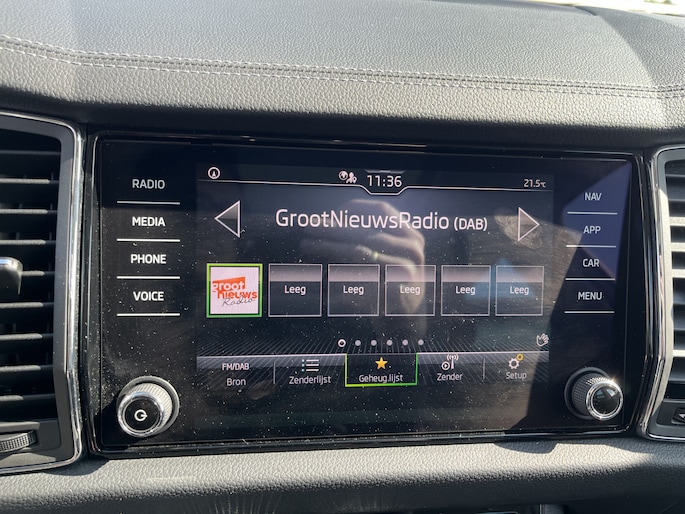 11:36
21.5°C
RADIO
MEDIA
PHONE
VOICE
GrootNieuwsRadio (DAB)
NAV
APP
CAR
MENU
groot
nieuws
Radio
Leeg
Leeg
Leeg
Leeg
Leeg
FM/DAB
Bron
Zenderlijst
Geheug.lijst
Zender
Setup